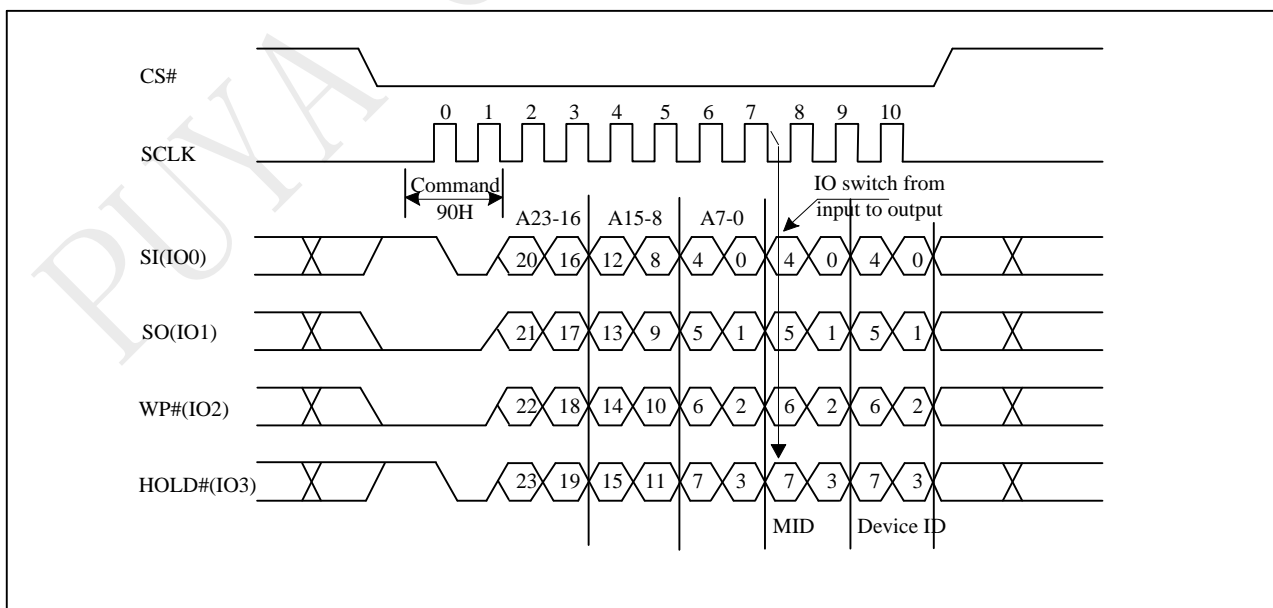 PUYA
CS#
0 1 2 3 4 5 6 7 8 9 10
SCLK
Command
90H
IO switch from
input to output
A23-16 A15-8 A7-0
SI(IO0) 20 16 12 8 4 0 4 0 4 0
SO(IO1) 21 17 13 9 5 1 5 1 5 1
WP#(IO2) 22 18 14 10 6 2 6 2 6 2
HOLD#(IO3) 23 19 15 11 7 3 7 3 7 3
MID Device ID